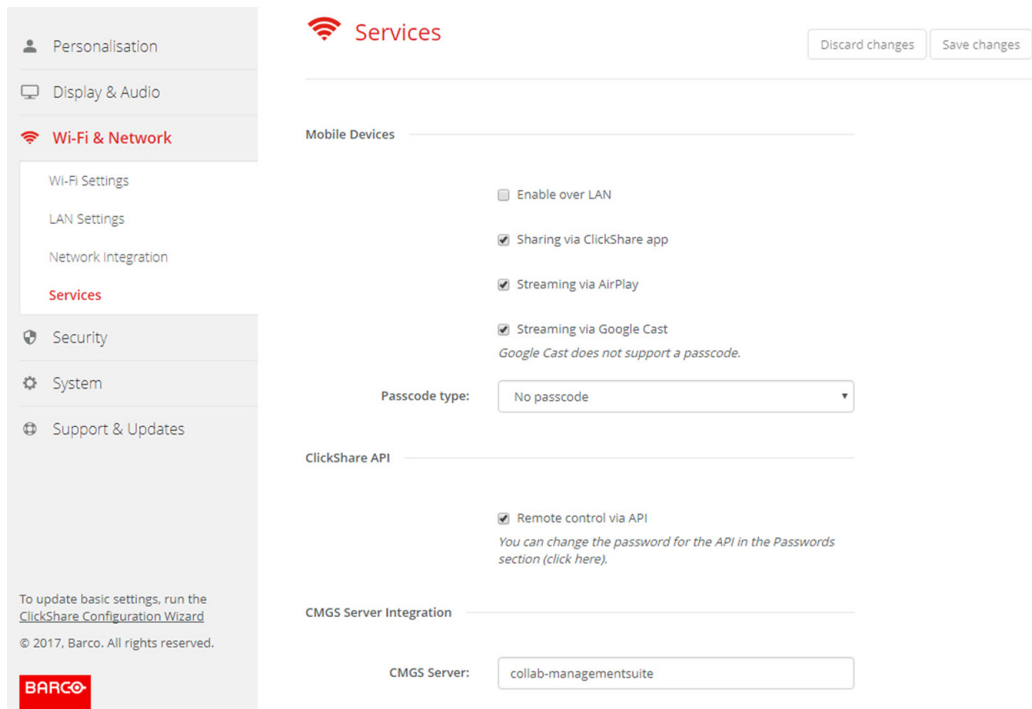 Personalisation
Display & Audio
Wi-Fi & Network
Wi-Fi Settings
LAN Settings
Network Integration
Services
Security
System
Support & Updates
To update basic settings, run the
ClickShare Configuration Wizard
© 2017, Barco. All rights reserved.
BARCO
Services
Discard changes
Save changes
Mobile Devices
Enable over LAN
Sharing via ClickShare app
Streaming via AirPlay
Streaming via Google Cast
Google Cast does not support a passcode.
Passcode type: No passcode
ClickShare API
Remote control via API
You can change the password for the API in the Passwords
section (click here).
CMGS Server Integration
CMGS Server: collab-managementsuite